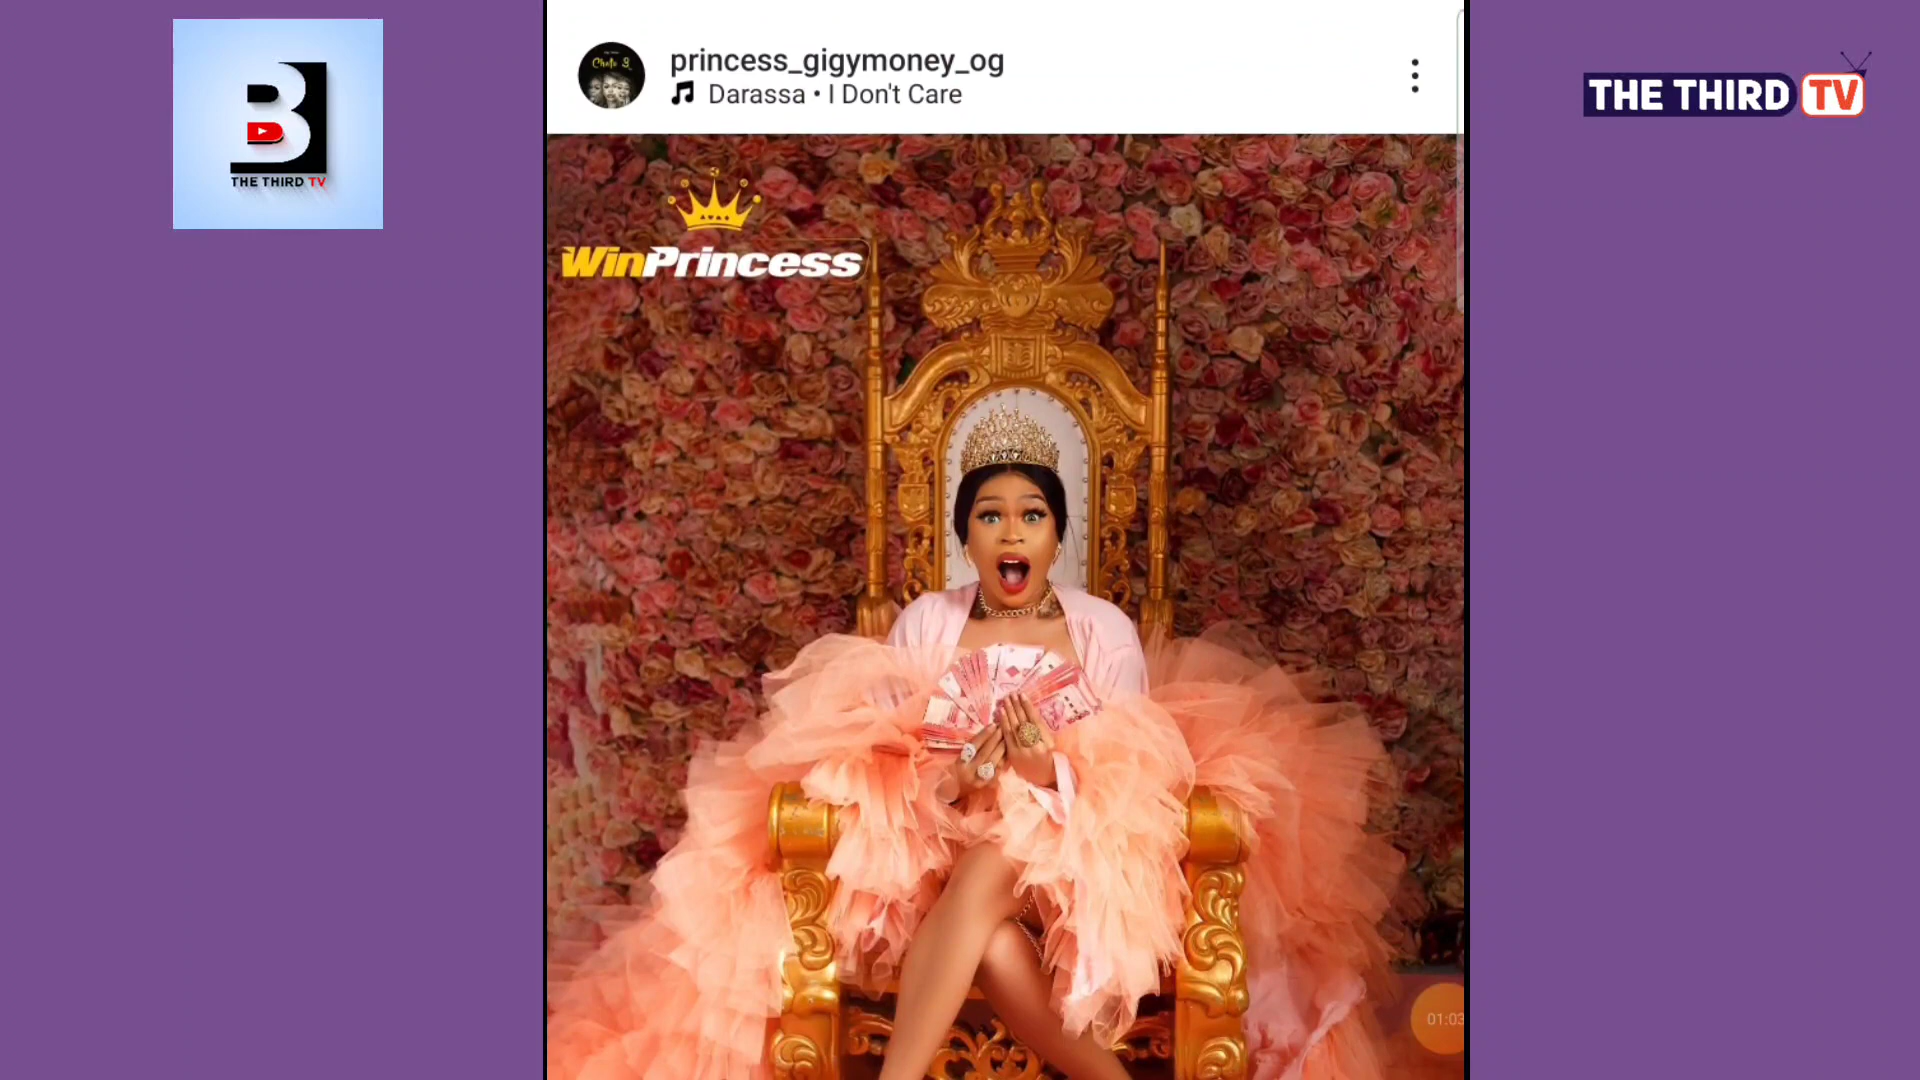 THE THIRD TV
princess_gigymoney_og
Darassa • I Don't Care
THE THIRD TV
WinPrincess
01:03